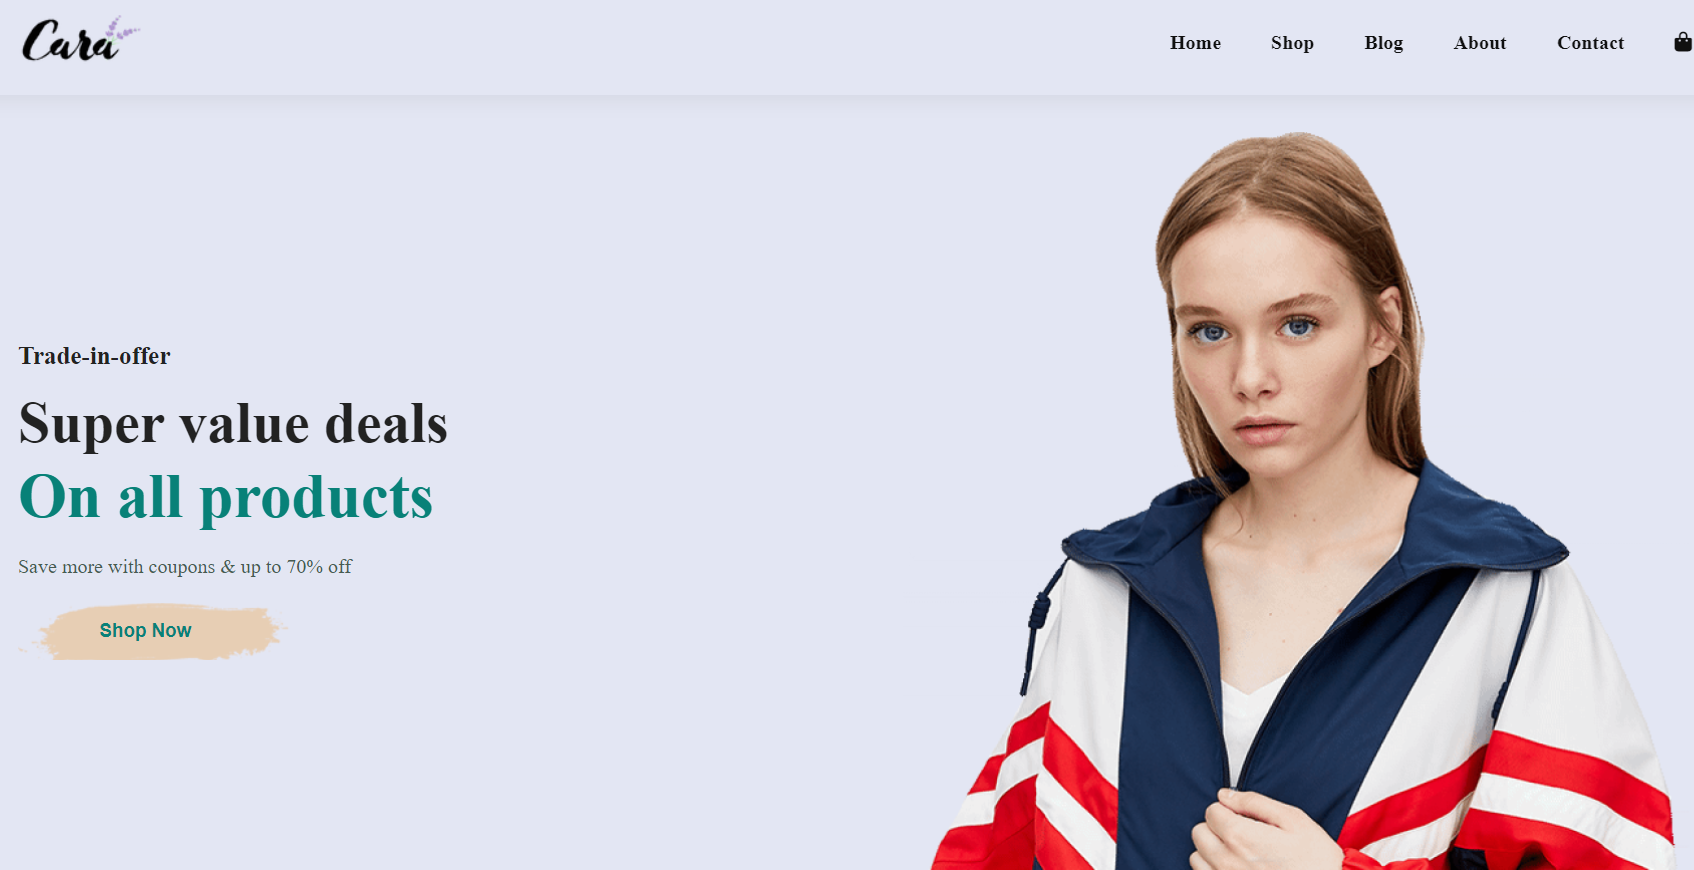 Cara
Home Shop Blog About Contact
Trade-in-offer
Super value deals
On all products
Save more with coupons & up to 70% off
Shop Now